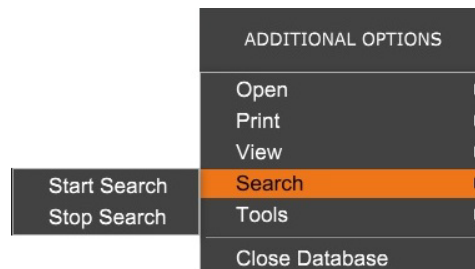 ADDITIONAL OPTIONS
Open
Print
View
Search
Start Search
Stop Search
Tools
Close Database